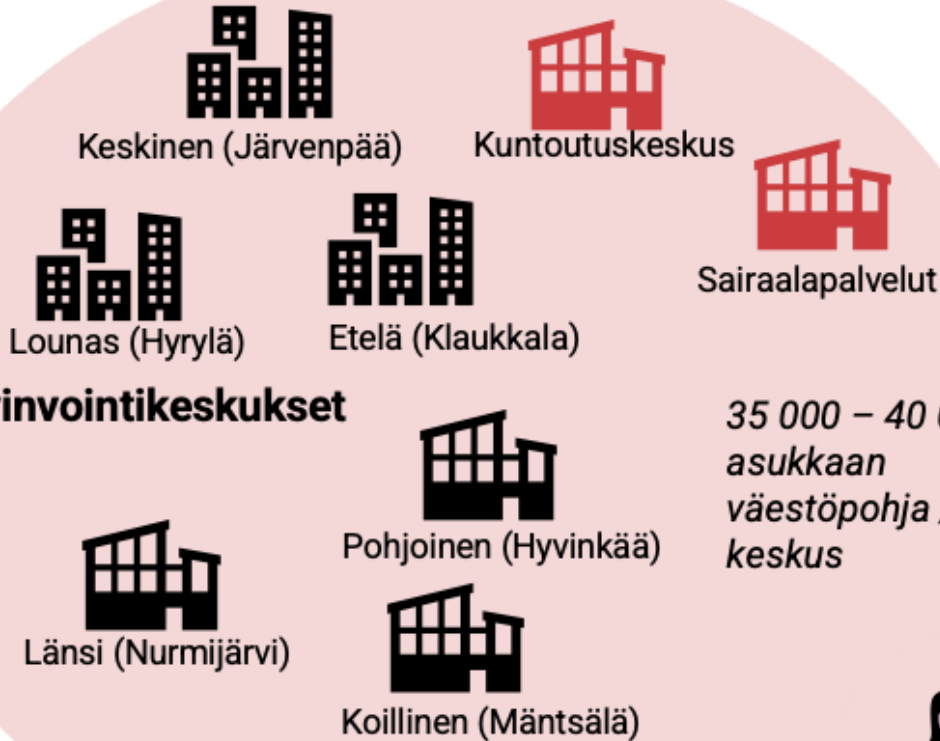 Keskinen (Järvenpää)
Kuntoutuskeskus
Sairaalapalvelut
Lounas (Hyrylä)
Etelä (Klaukkala)
invointikeskukset
35 000 – 40
asukkaan
väestöpohja
keskus
Pohjoinen (Hyvinkää)
Länsi (Nurmijärvi)
Koillinen (Mäntsälä)